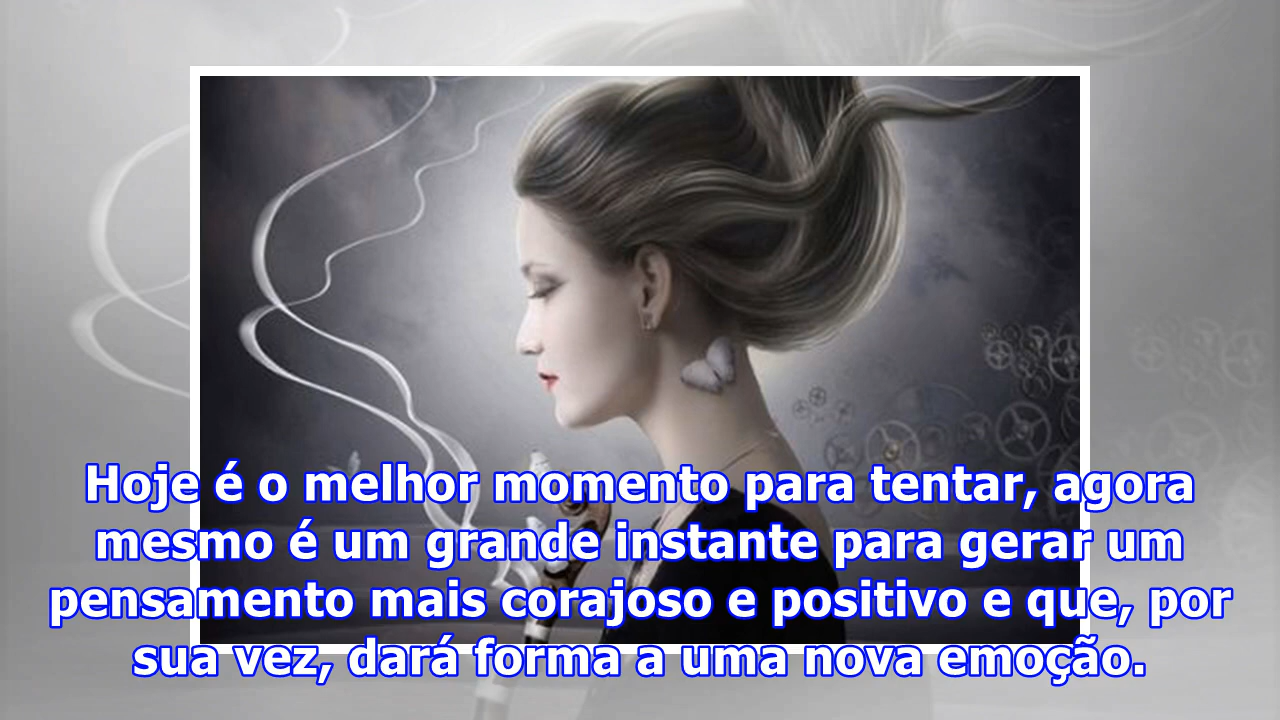 Hoje é o melhor momento para tentar, agora
mesmo é um grande instante para gerar um
pensamento mais corajoso e positivo e que, por
sua vez, dará forma a uma nova emoção.